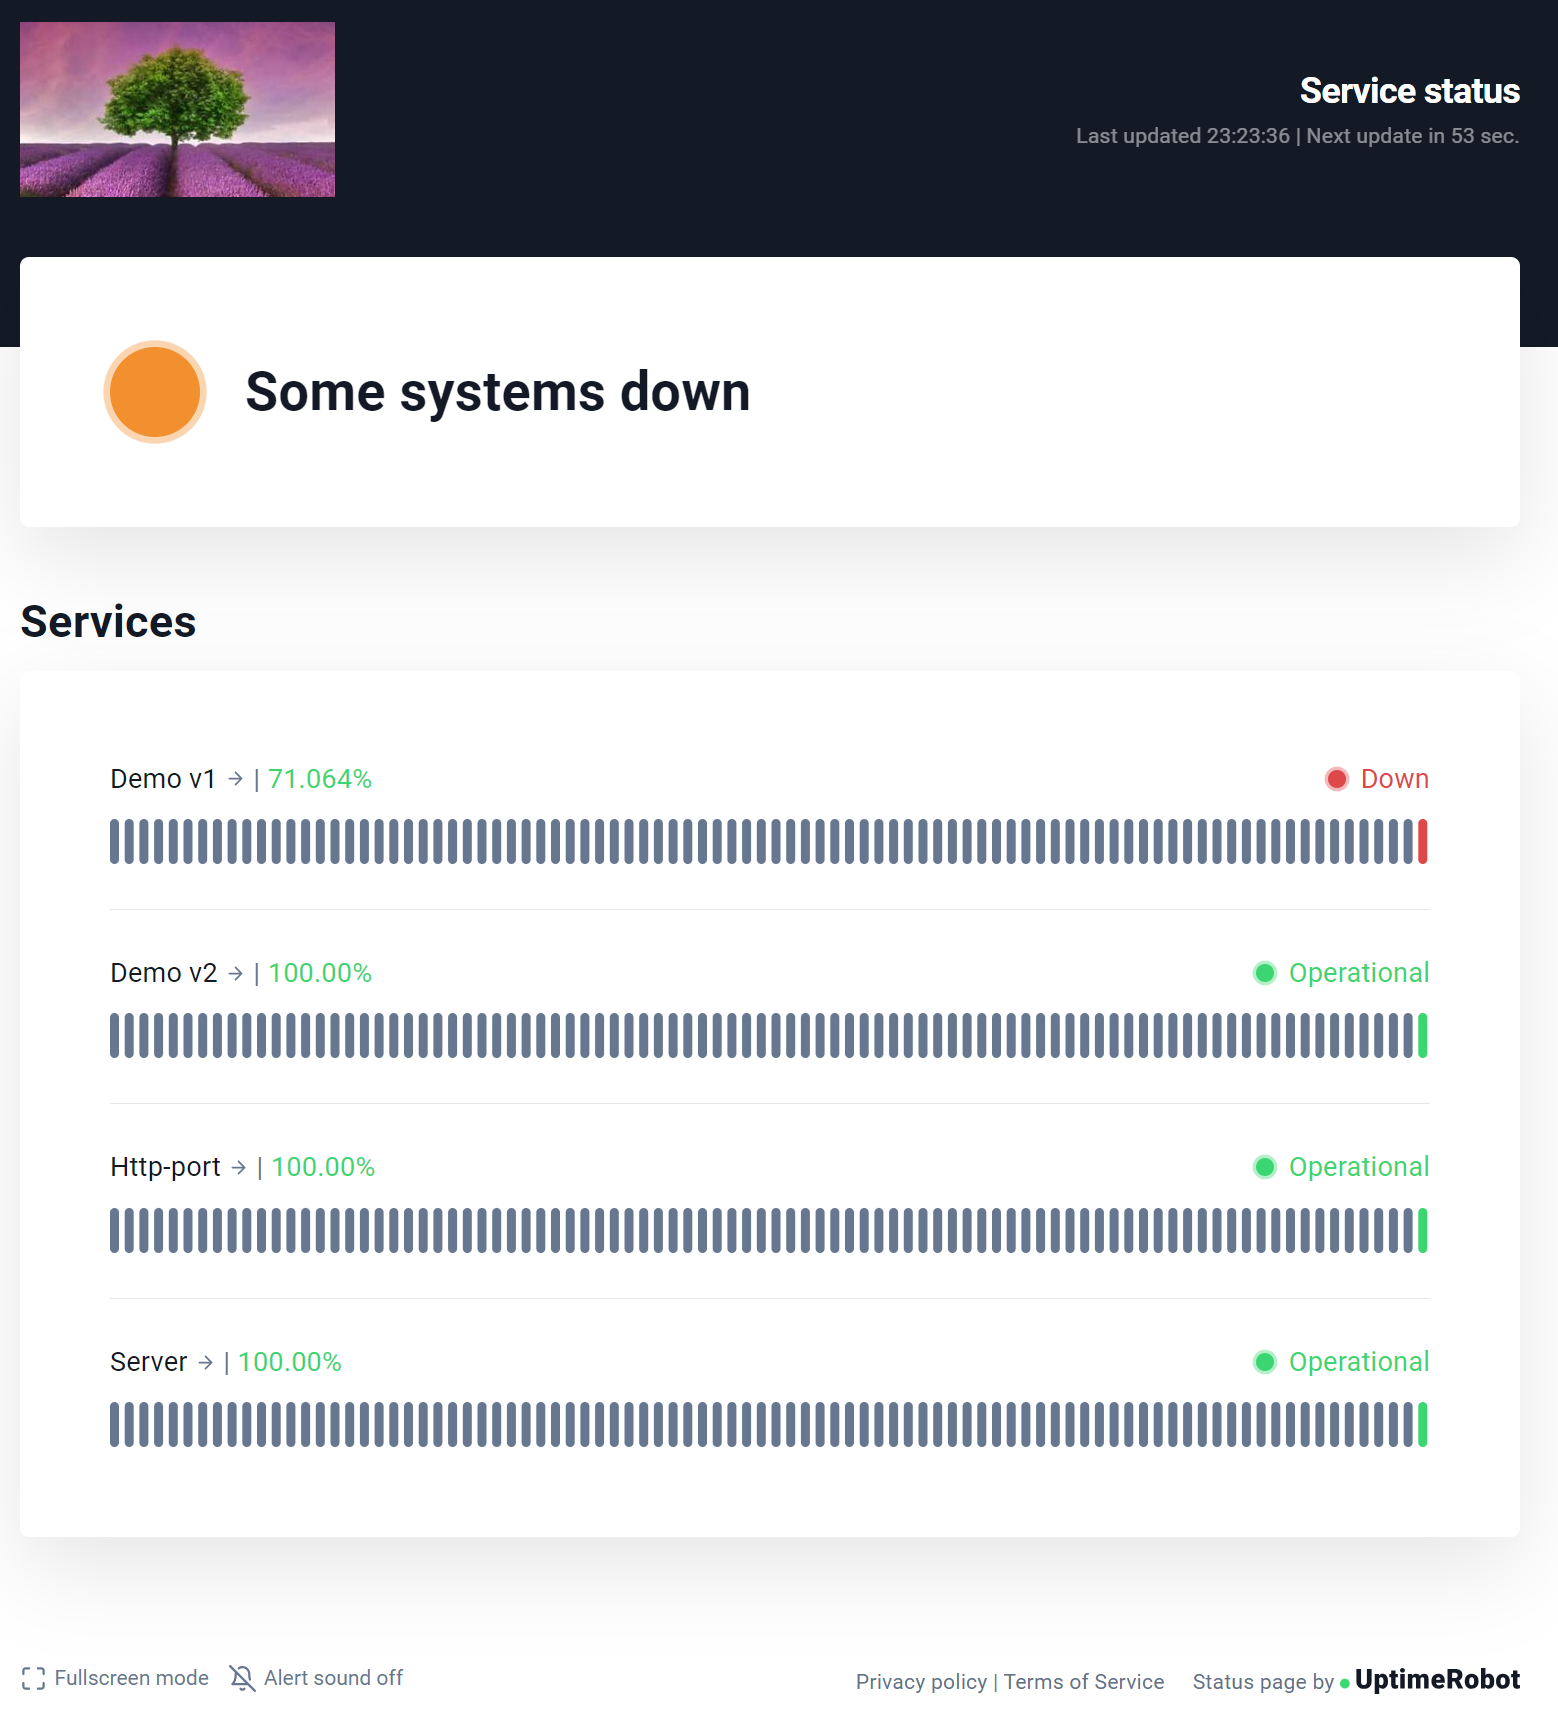 Service status
Last updated 23:23:36 | Next update in 53 sec.
Some systems down
Services
Demo v1 → | 71.064%
Down
Demo v2 → | 100.00%
Operational
Http-port → | 100.00%
Operational
Server → | 100.00%
Operational
Fullscreen mode
Alert sound off
Privacy policy | Terms of Service
Status page by UptimeRobot